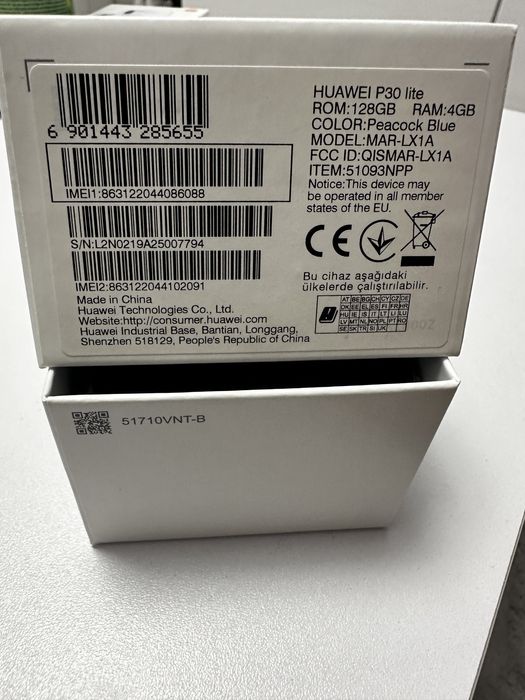 6 901443 285655
IMEI1:863122044086088
S/N:L2N0219A25007794
IMEI2:863122044102091
Made in China
Huawei Technologies Co., Ltd.
Website:http://consumer.huawei.com
Huawei Industrial Base, Bantian, Longgang,
Shenzhen 518129, People's Republic of China
HUAWEI P30 lite
ROM:128GB RAM:4GB
COLOR:Peacock Blue
MODEL:MAR-LX1A
FCC ID:QISMAR-LX1A
ITEM:51093NPP
Notice:This device may
be operated in all member
states of the EU.
CE
Bu cihaz aşağıdaki
ülkelerde çalıştırılabilir.
AT BE BG CH CY CZ DE
DK EE EL ES FI FR HR
HU IE IS IT LT LI LU
LV MT NL NO PL PT RO
SE SK TR SI UK
51710VNT-B